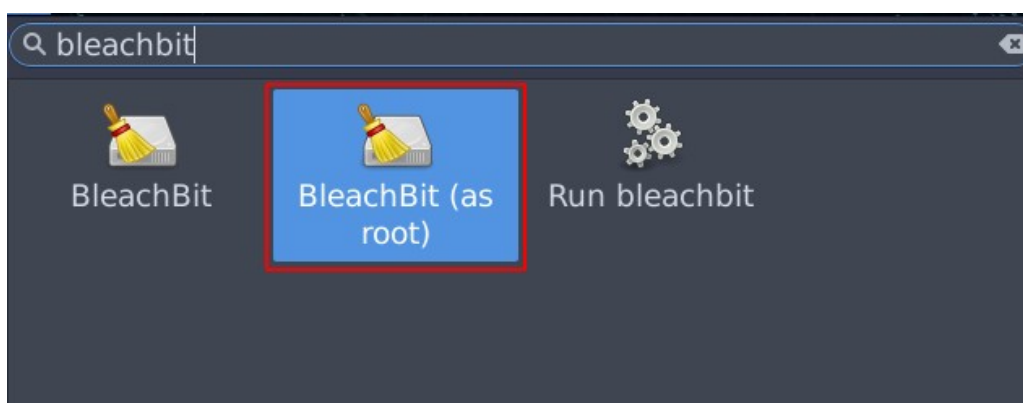 bleachbit
BleachBit
BleachBit (as
root)
Run bleachbit